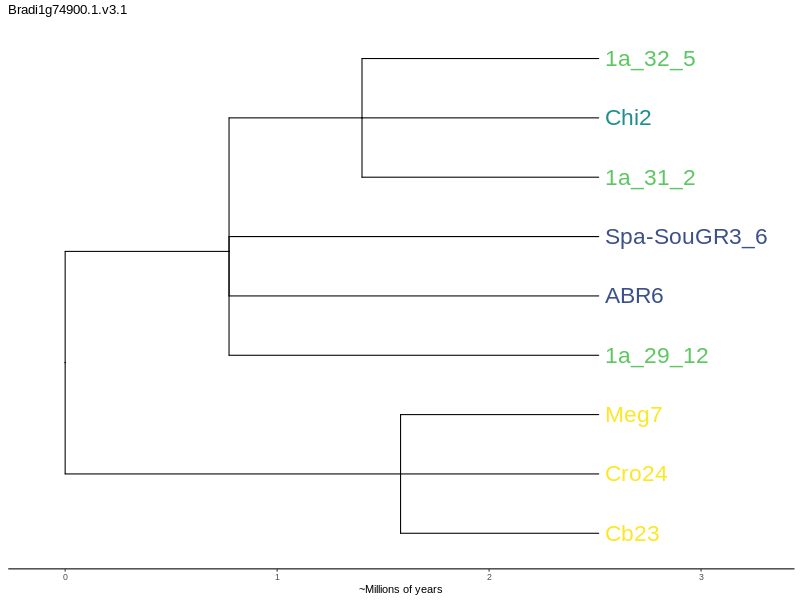 Bradi1g74900.1.v3.1
1a_32_5
Chi2
1a_31_2
Spa-SouGR3_6
ABR6
1a_29_12
Meg7
Cro24
Cb23
0 1 2 3
~Millions of years